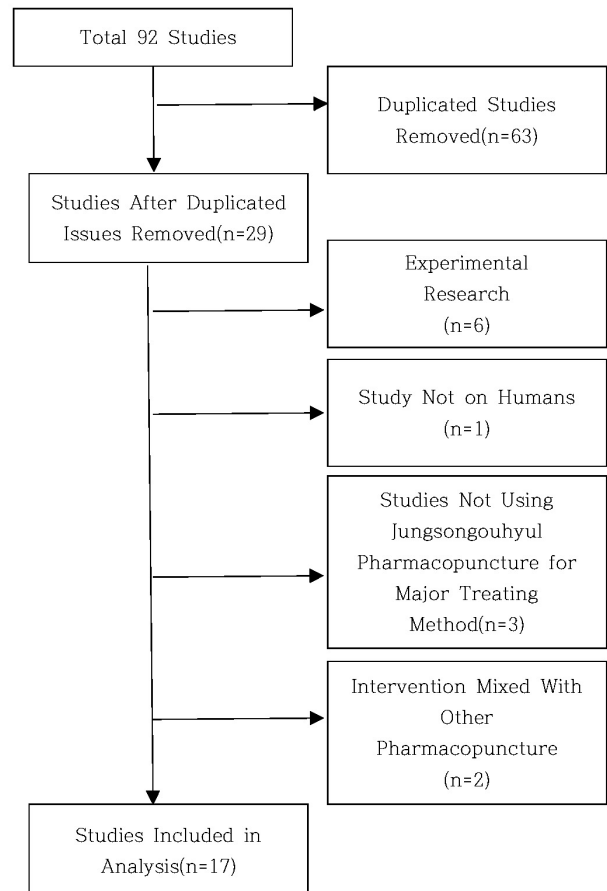 Total 92 Studies
Duplicated Studies
Removed(n=63)
Studies After Duplicated
Issues Removed(n=29)
Experimental
Research
(n=6)
Study Not on Humans
(n=1)
Studies Not Using
Jungsongouhyul
Pharmacopuncture for
Major Treating
Method(n=3)
Intervention Mixed With
Other
Pharmacopuncture
(n=2)
Studies Included in
Analysis(n=17)